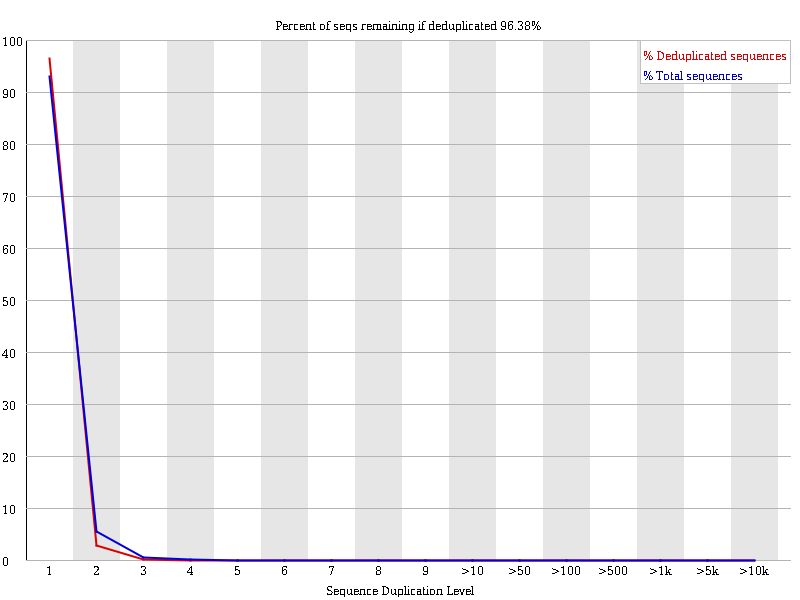 Percent of seqs remaining if deduplicated 96.38%
% Deduplicated sequences
% Total sequences
100
90
80
70
60
50
40
30
20
10
0
1 2 3 4 5 6 7 8 9 >10 >50 >100 >500 >1k >5k >10k
Sequence Duplication Level